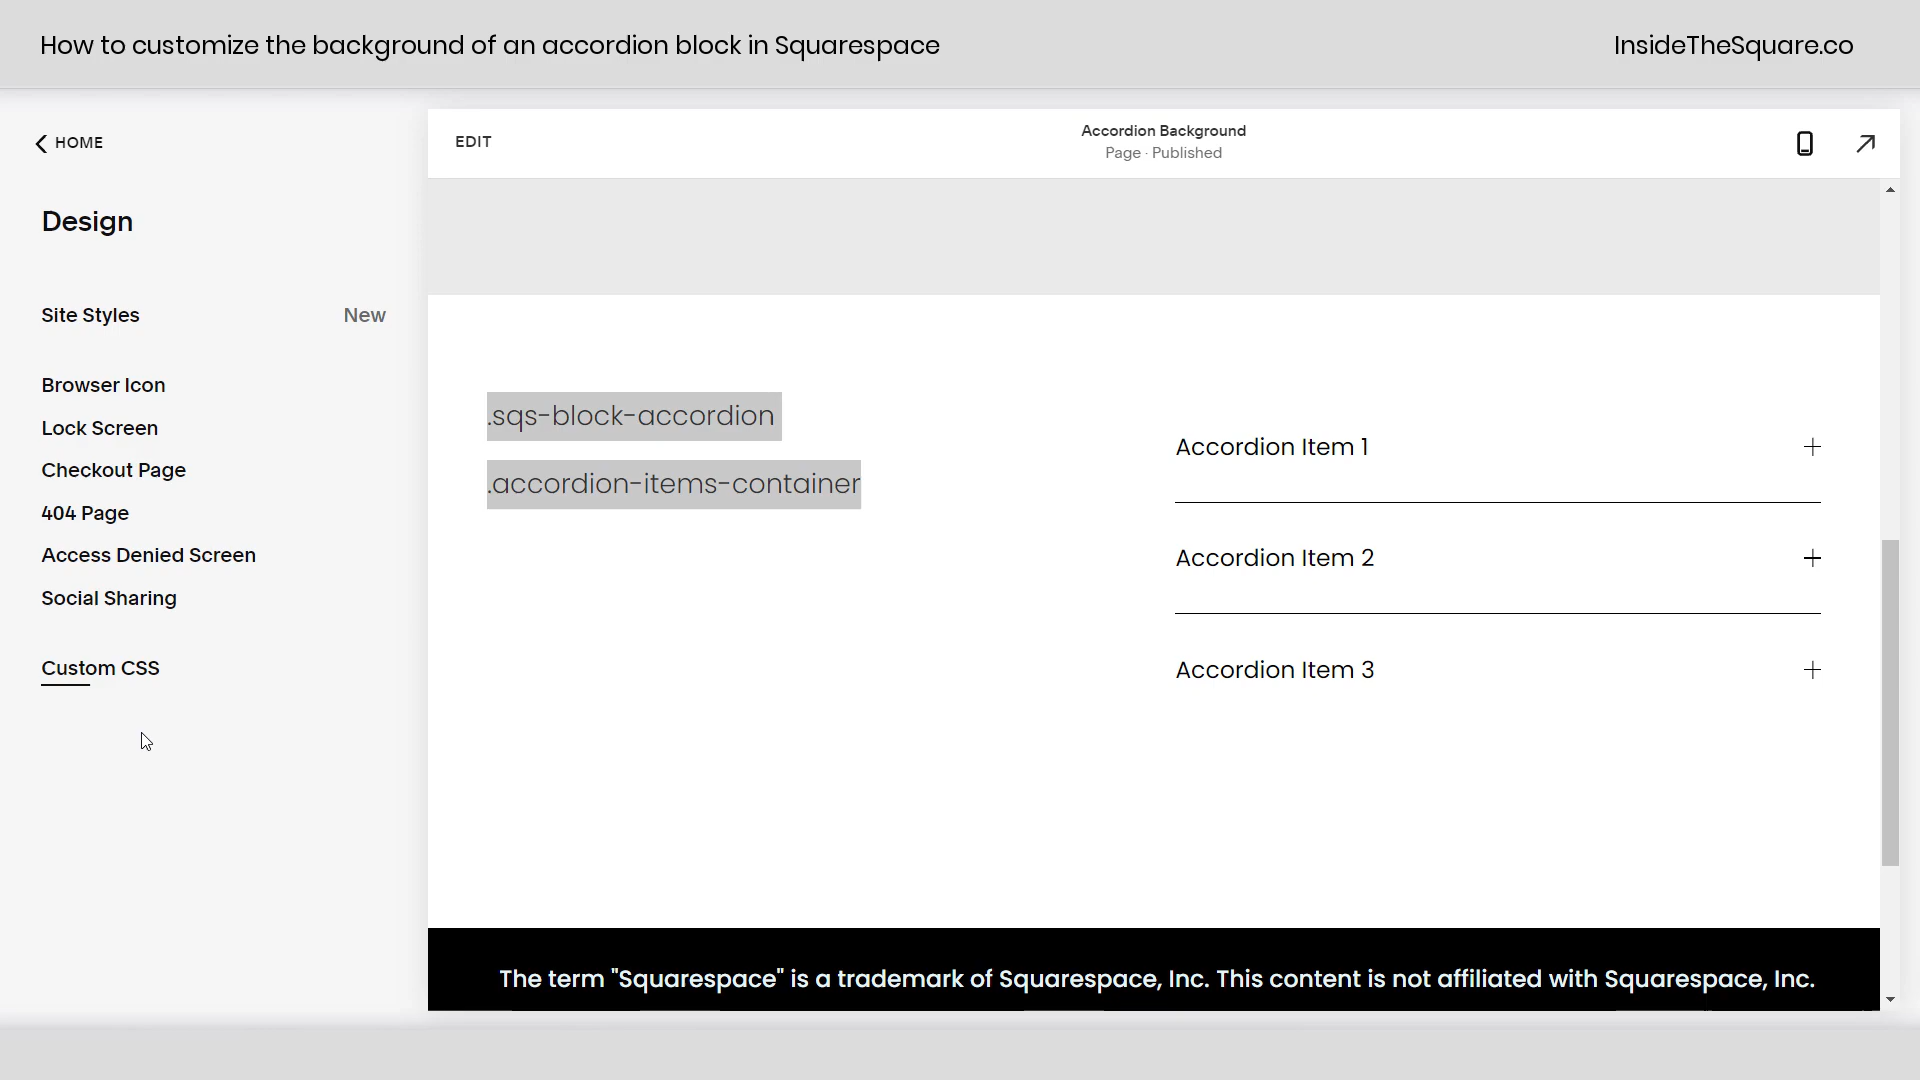 How to customize the background of an accordion block in Squarespace
InsideTheSquare.co
HOME
EDIT
Accordion Background
Page · Published
Design
Site Styles
New
Browser Icon
Lock Screen
Checkout Page
404 Page
Access Denied Screen
Social Sharing
Custom CSS
.sqs-block-accordion
.accordion-items-container
Accordion Item 1
Accordion Item 2
Accordion Item 3
The term "Squarespace" is a trademark of Squarespace, Inc. This content is not affiliated with Squarespace, Inc.